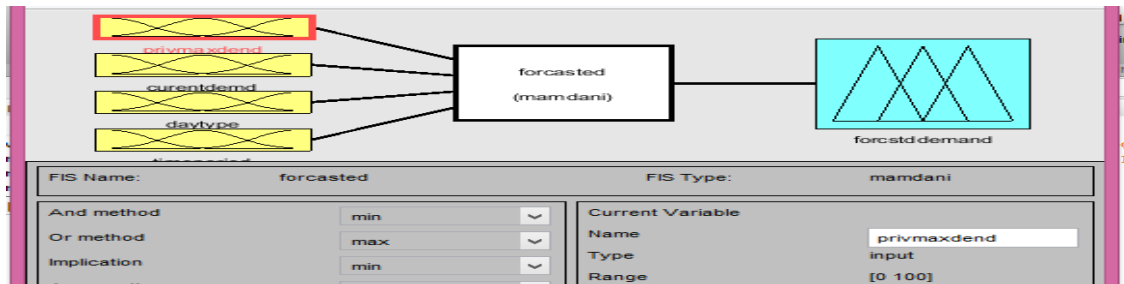 privmaxdend
curentdemd
daytype
timeperiod
forcasted
(mamdani)
forcstddemand
FIS Name: forcasted FIS Type: mamdani
And method min
Or method max
Implication min
Current Variable
Name privmaxdend
Type input
Range [0 100]